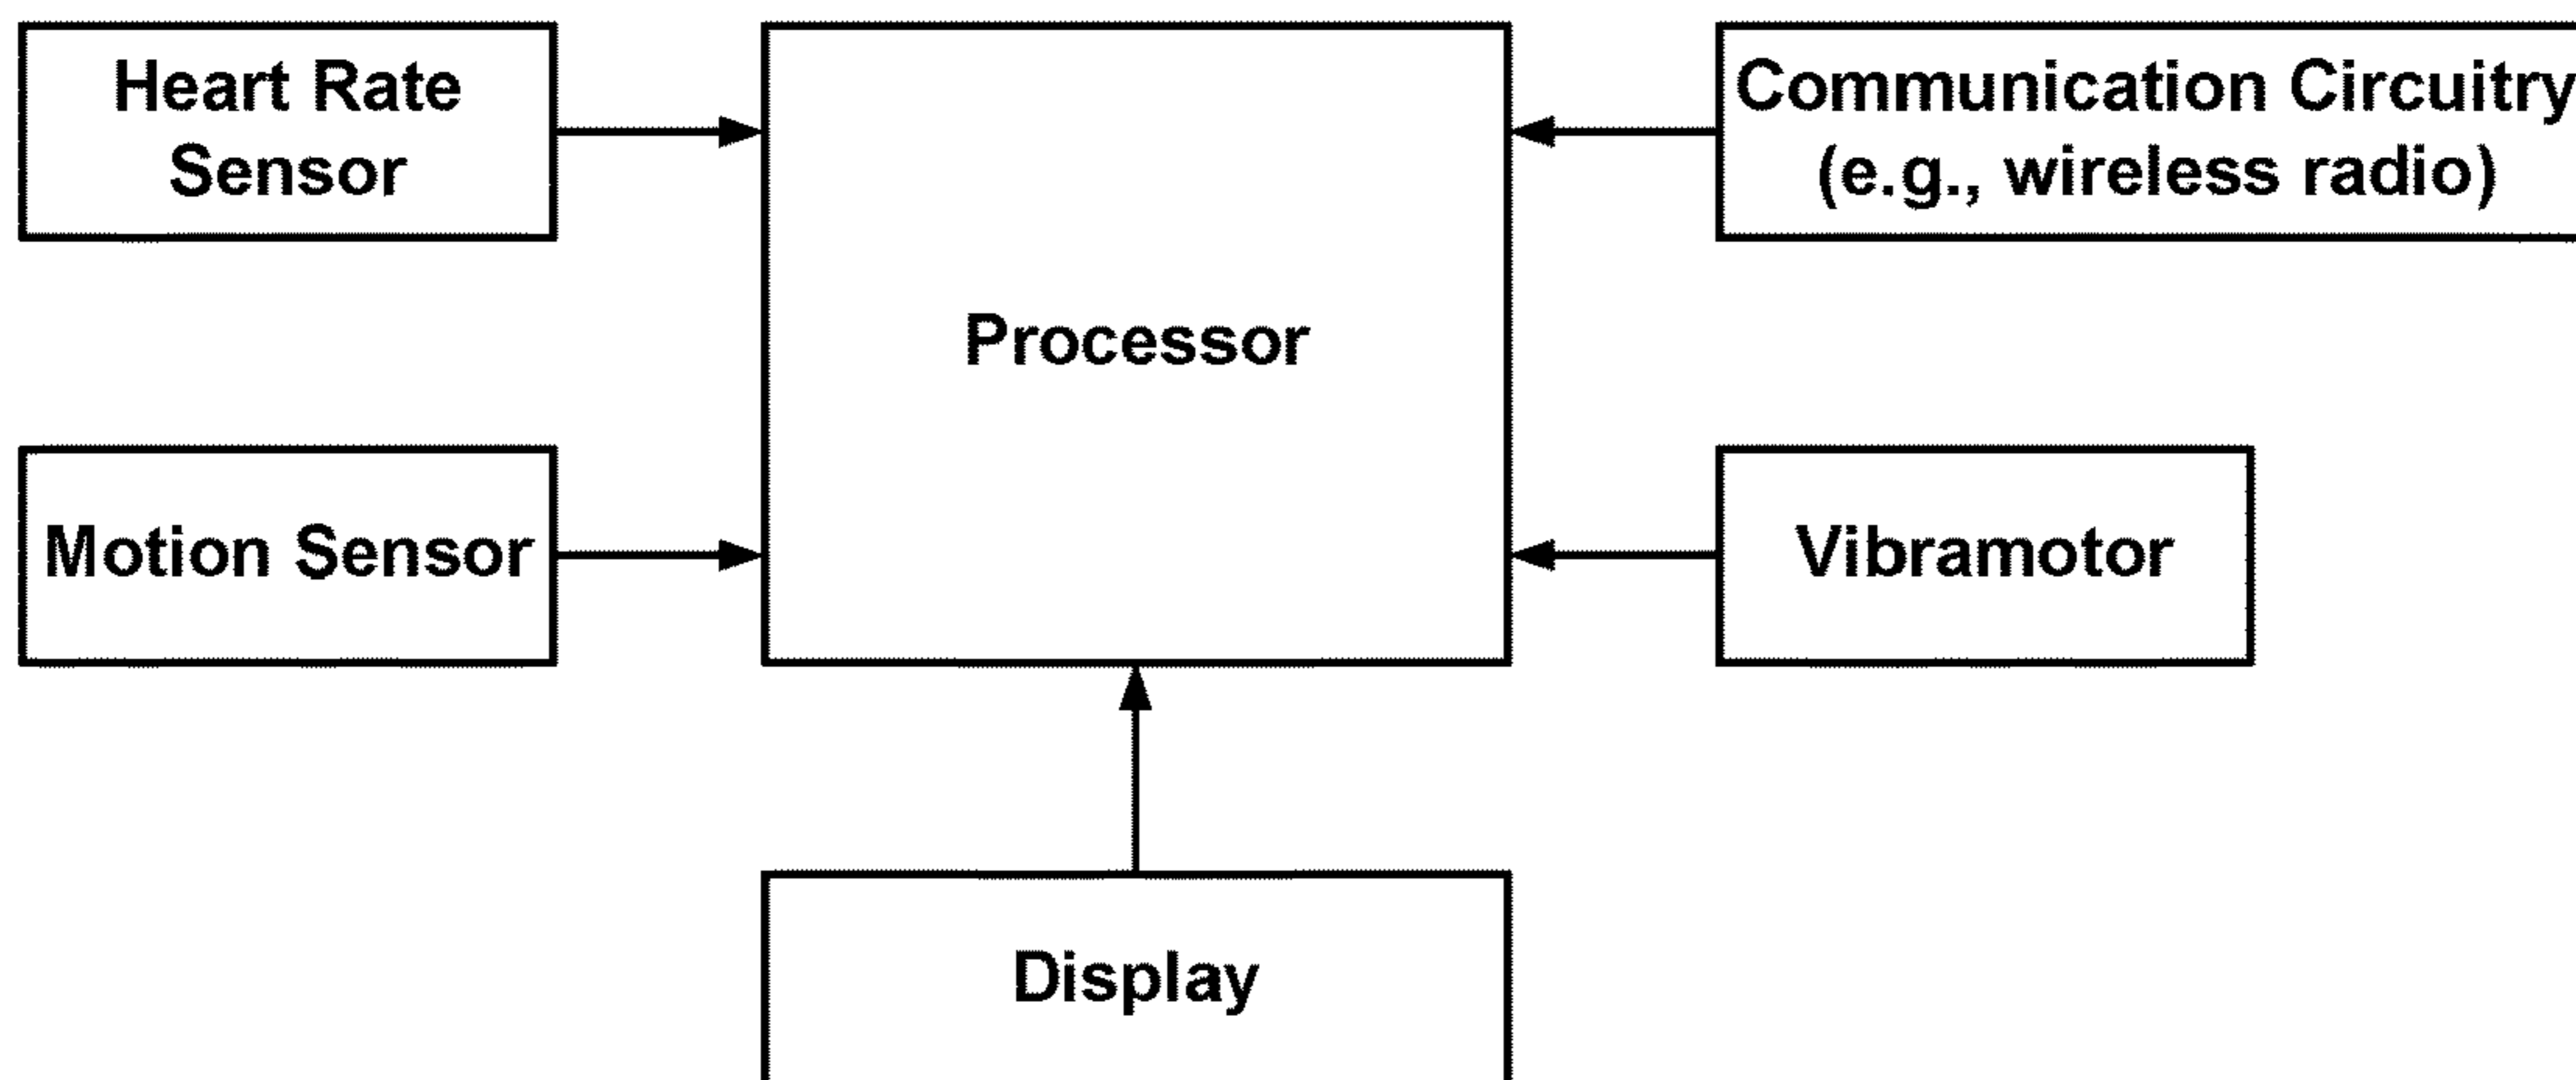 Heart Rate
Sensor
Processor
Communication Circuitry
(e.g., wireless radio)
Motion Sensor
Vibramotor
Display